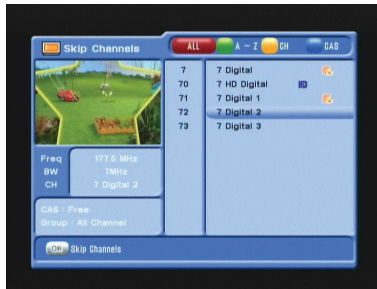 Skip Channels
ALL A - Z CH CAS
7 7 Digital
70 7 HD Digital HD
71 7 Digital 1
72 7 Digital 2
73 7 Digital 3
Freq 177.5 MHz
BW 7MHz
CH 7 Digital 2
CAS : Free
Group : All Channel
OK Skip Channels